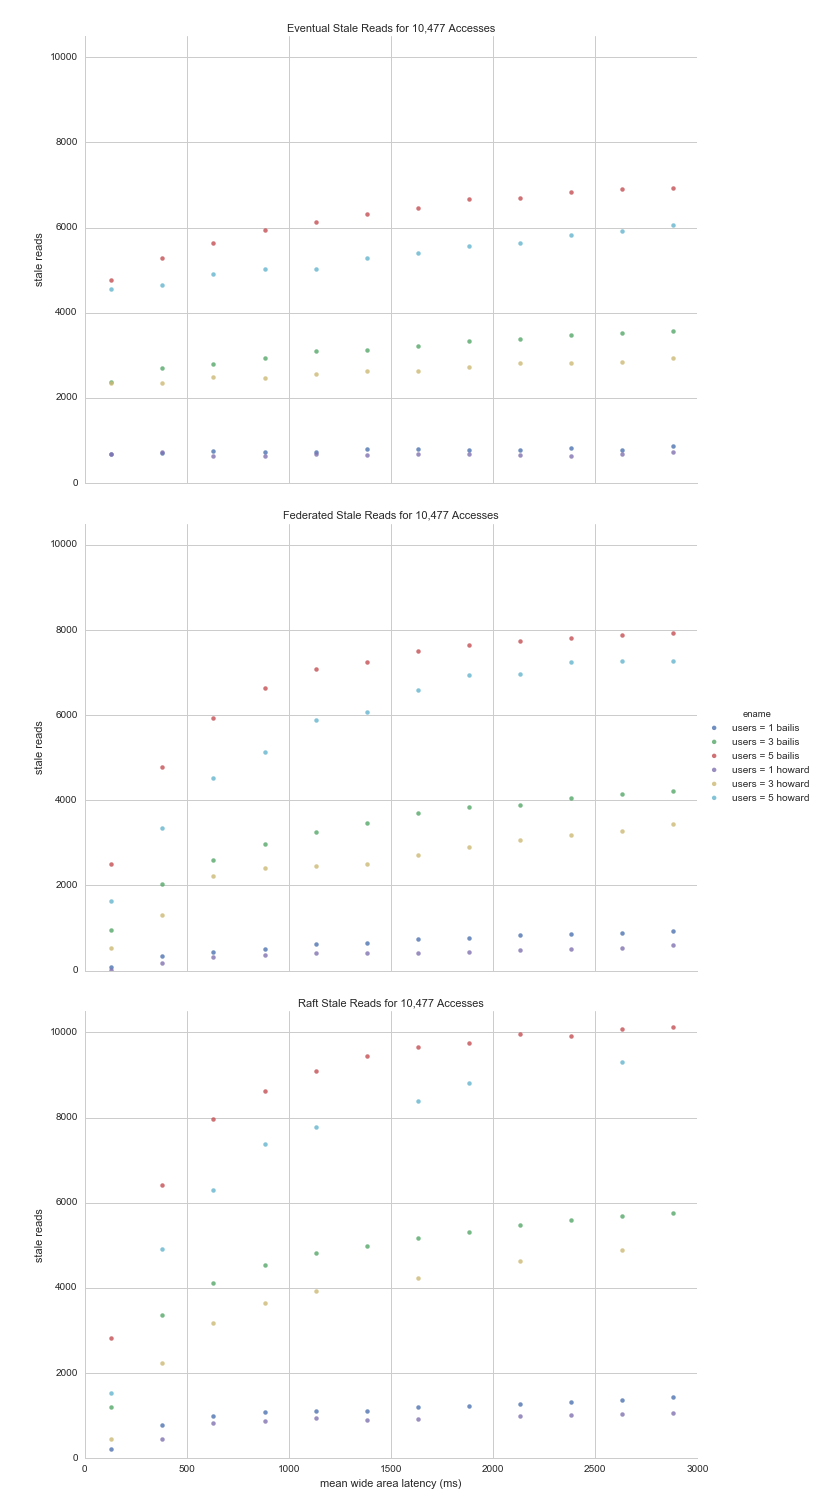 Eventual Stale Reads for 10,477 Accesses
10000
8000
6000
4000
2000
0
stale reads
Federated Stale Reads for 10,477 Accesses
10000
8000
6000
4000
2000
0
stale reads
ename
users = 1 bailis
users = 3 bailis
users = 5 bailis
users = 1 howard
users = 3 howard
users = 5 howard
Raft Stale Reads for 10,477 Accesses
10000
8000
6000
4000
2000
0
stale reads
0 500 1000 1500 2000 2500 3000
mean wide area latency (ms)